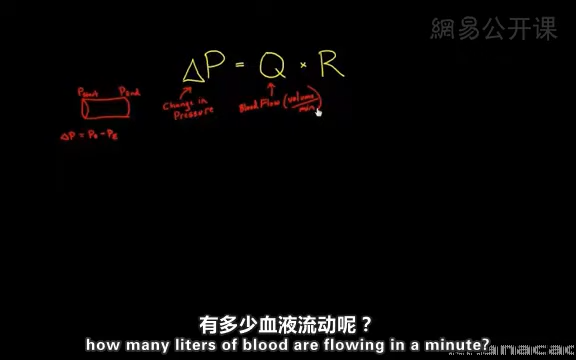 網易公开课
ΔP = Q × R
Pstart Pend
Change in Pressure
Blood Flow (volume/min)
ΔP = Ps - PE
有多少血液流动呢？
how many liters of blood are flowing in a minute?